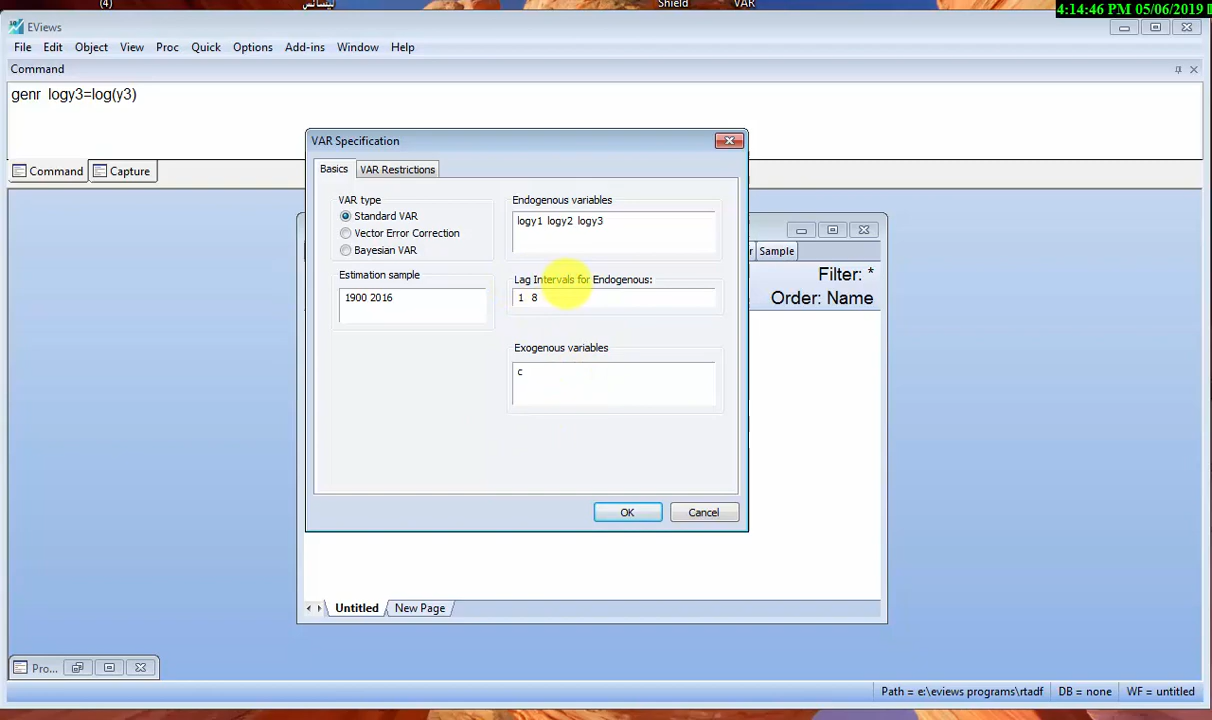 (4)
لينسائس
Shield
VAR
4:14:46 PM 05/06/2019
EViews
File Edit Object View Proc Quick Options Add-ins Window Help
Command
genr logy3=log(y3)
Command Capture
VAR Specification
Basics VAR Restrictions
VAR type
Standard VAR
Vector Error Correction
Bayesian VAR
Estimation sample
1900 2016
Endogenous variables
logy1 logy2 logy3
Lag Intervals for Endogenous:
1 8
Exogenous variables
c
OK Cancel
Sample
Filter: *
Order: Name
Untitled New Page
Pro...
Path = e:\eviews programs\rtadf DB = none WF = untitled